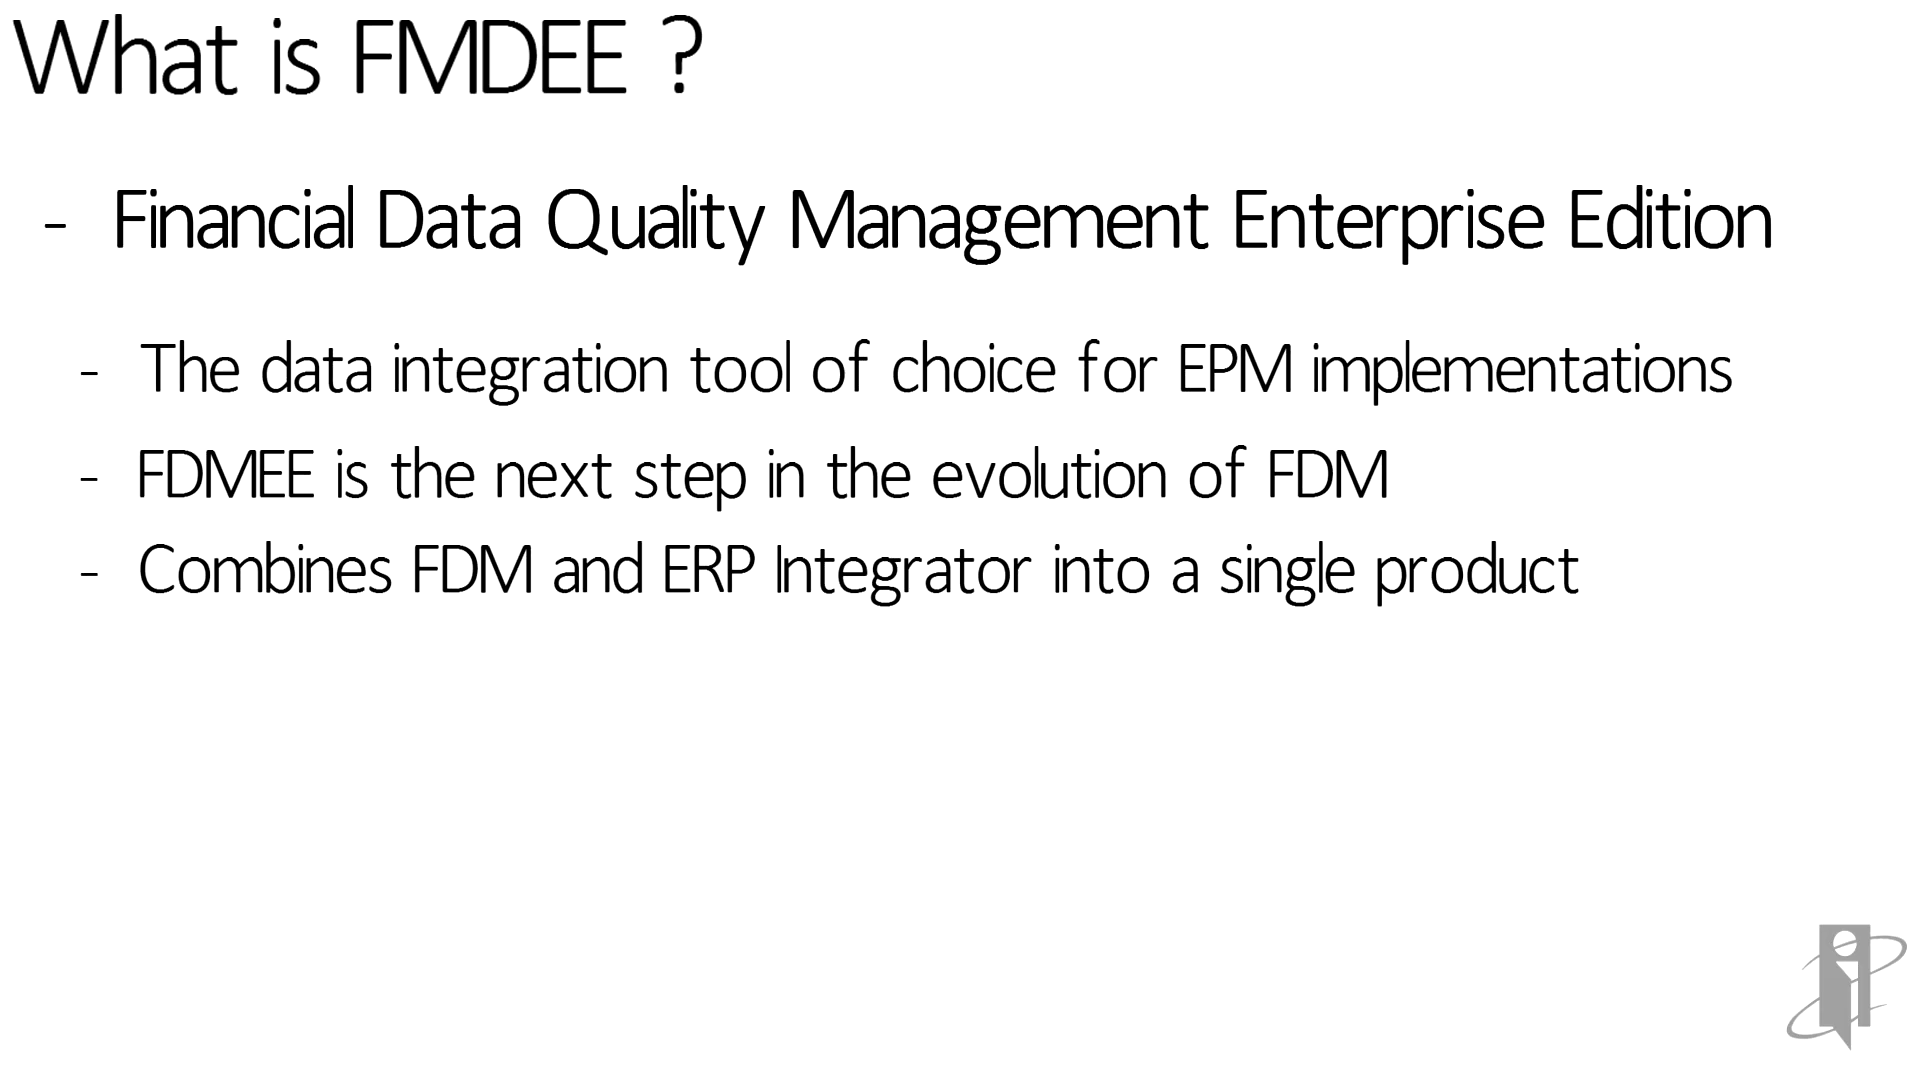 What is FMDEE ?
- Financial Data Quality Management Enterprise Edition
- The data integration tool of choice for EPM implementations
- FDMEE is the next step in the evolution of FDM
- Combines FDM and ERP Integrator into a single product